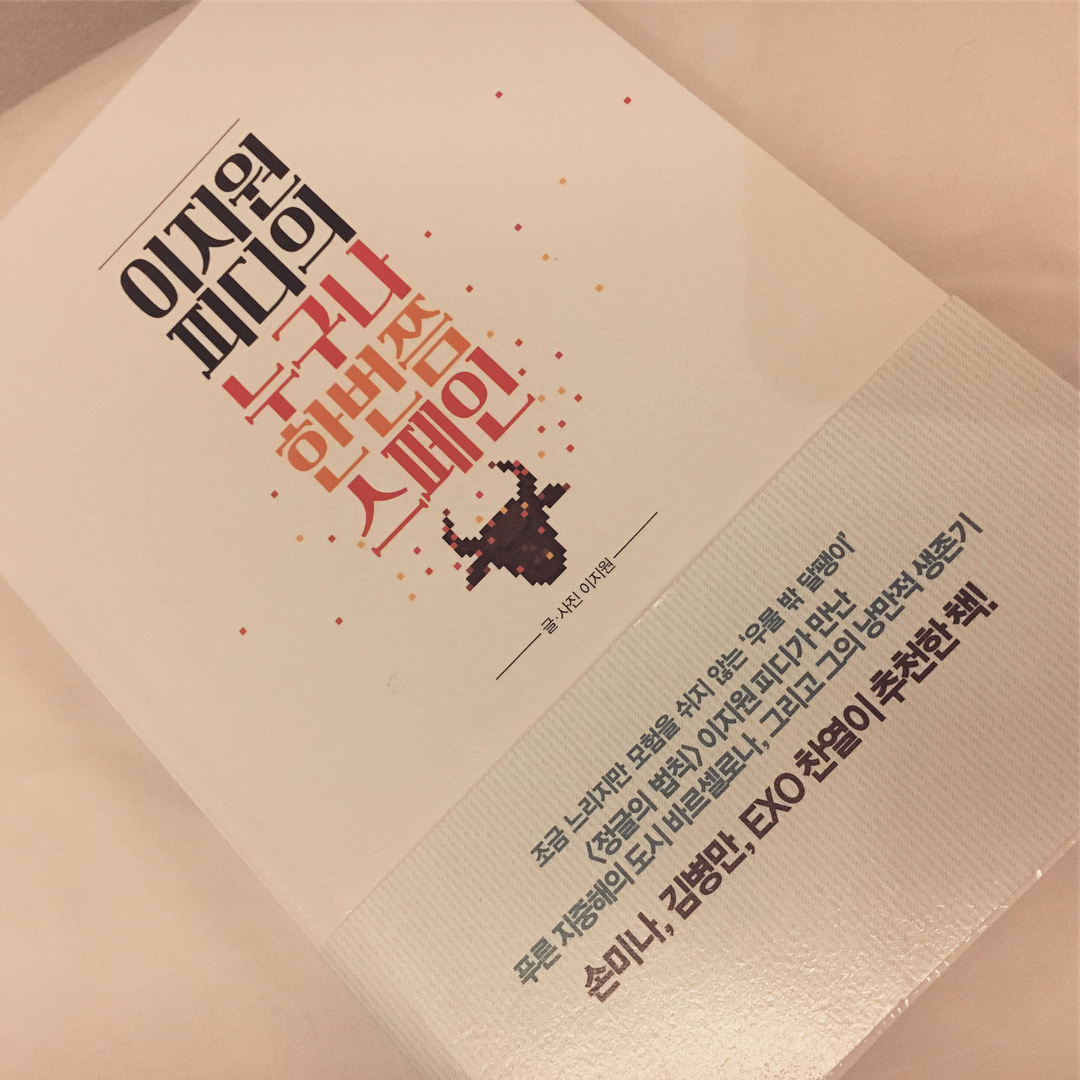 이지원
피디의
누구나
한번쯤
스페인
글·사진 이지원
조금 느리지만 모험을 쉬지 않는 '우물 밖 달팽이'
<정글의 법칙> 이지원 피디가 만난
푸른 지중해의 도시 바르셀로나, 그리고 그의 낭만적 생존기
손미나, 김병만, EXO 찬열이 추천한 책!